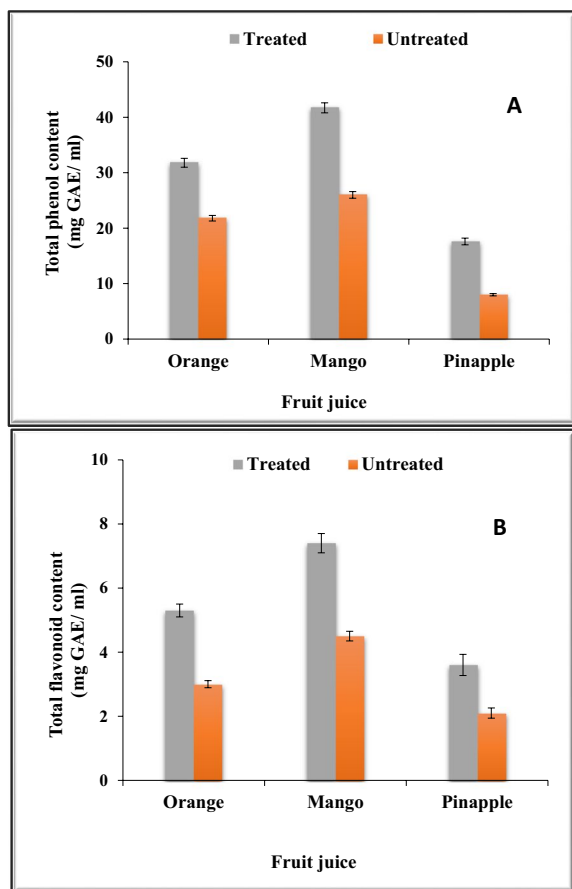 Treated Untreated
50
40
30
20
10
0
Total phenol content
(mg GAE/ ml)
A
Orange Mango Pinapple
Fruit juice
Treated Untreated
10
8
6
4
2
0
Total flavonoid content
(mg GAE/ ml)
B
Orange Mango Pinapple
Fruit juice